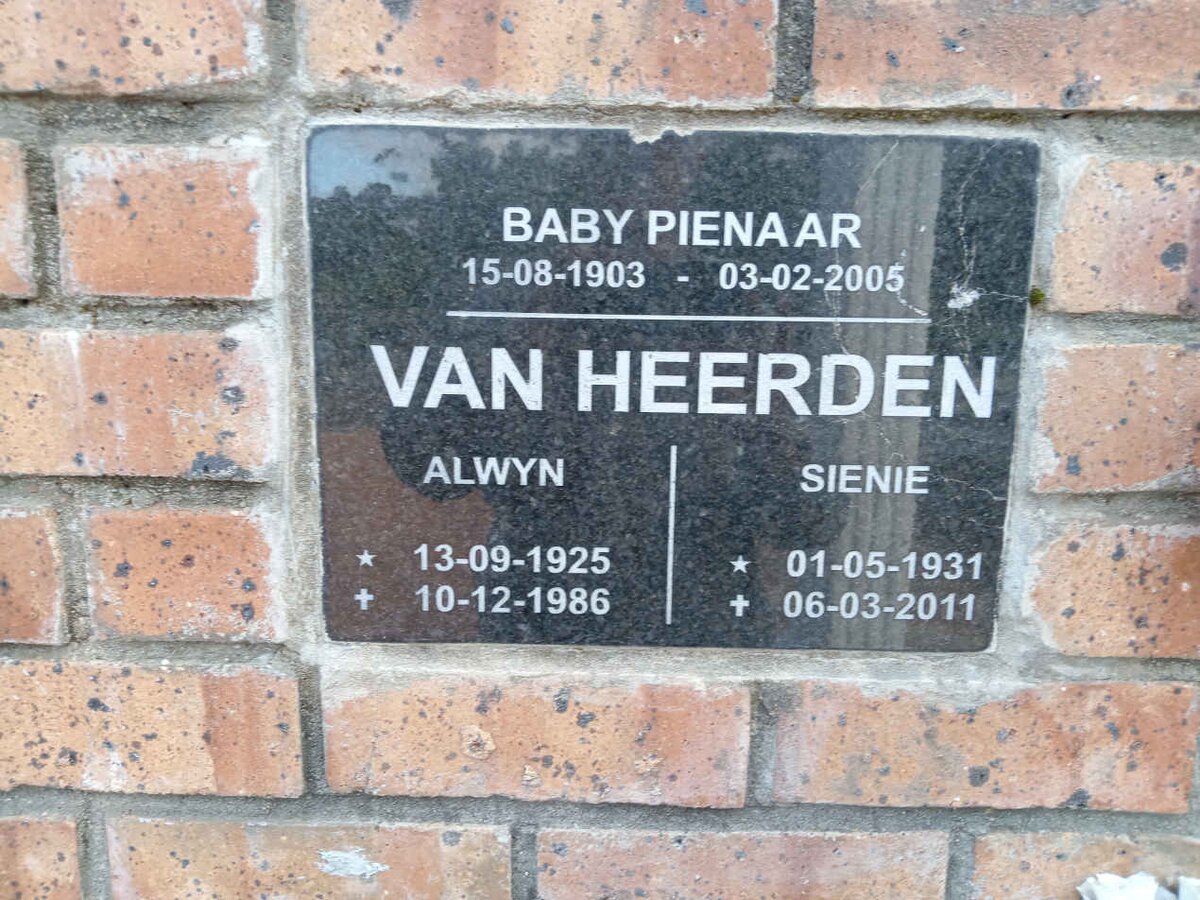 BABY PIENAAR
15-08-1903 - 03-02-2005
VAN HEERDEN
ALWYN
★ 13-09-1925
✝ 10-12-1986
SIENIE
★ 01-05-1931
✝ 06-03-2011